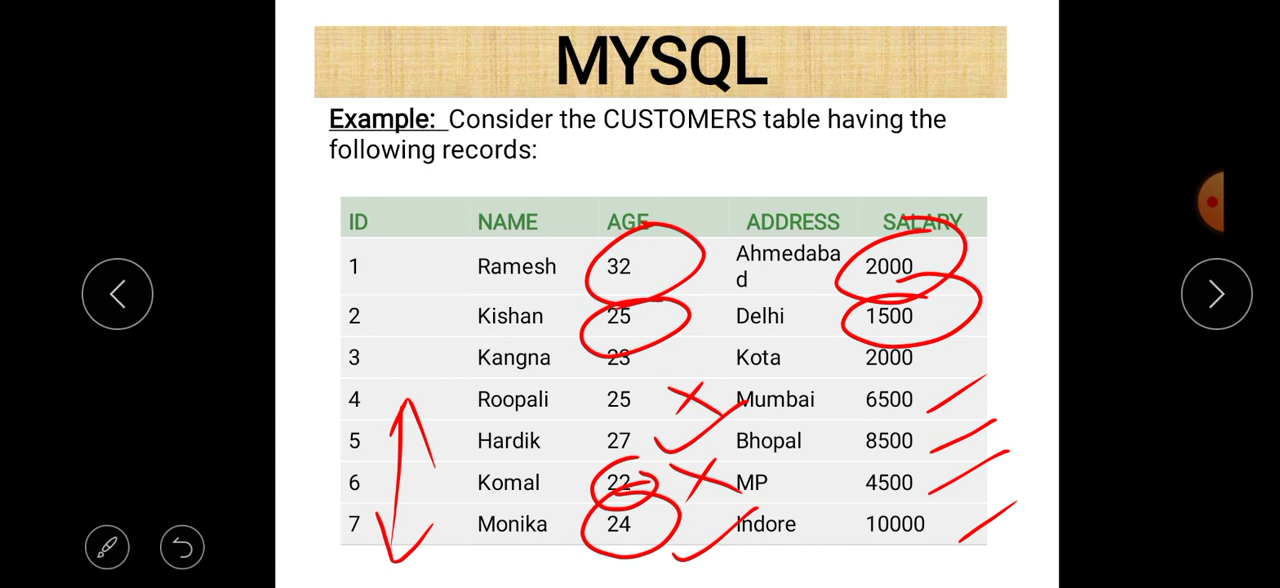 MYSQL
Example: Consider the CUSTOMERS table having the
following records:
ID NAME AGE ADDRESS SALARY
1 Ramesh 32 Ahmedaba
d 2000
2 Kishan 25 Delhi 1500
3 Kangna 23 Kota 2000
4 Roopali 25 Mumbai 6500
5 Hardik 27 Bhopal 8500
6 Komal 22 MP 4500
7 Monika 24 Indore 10000